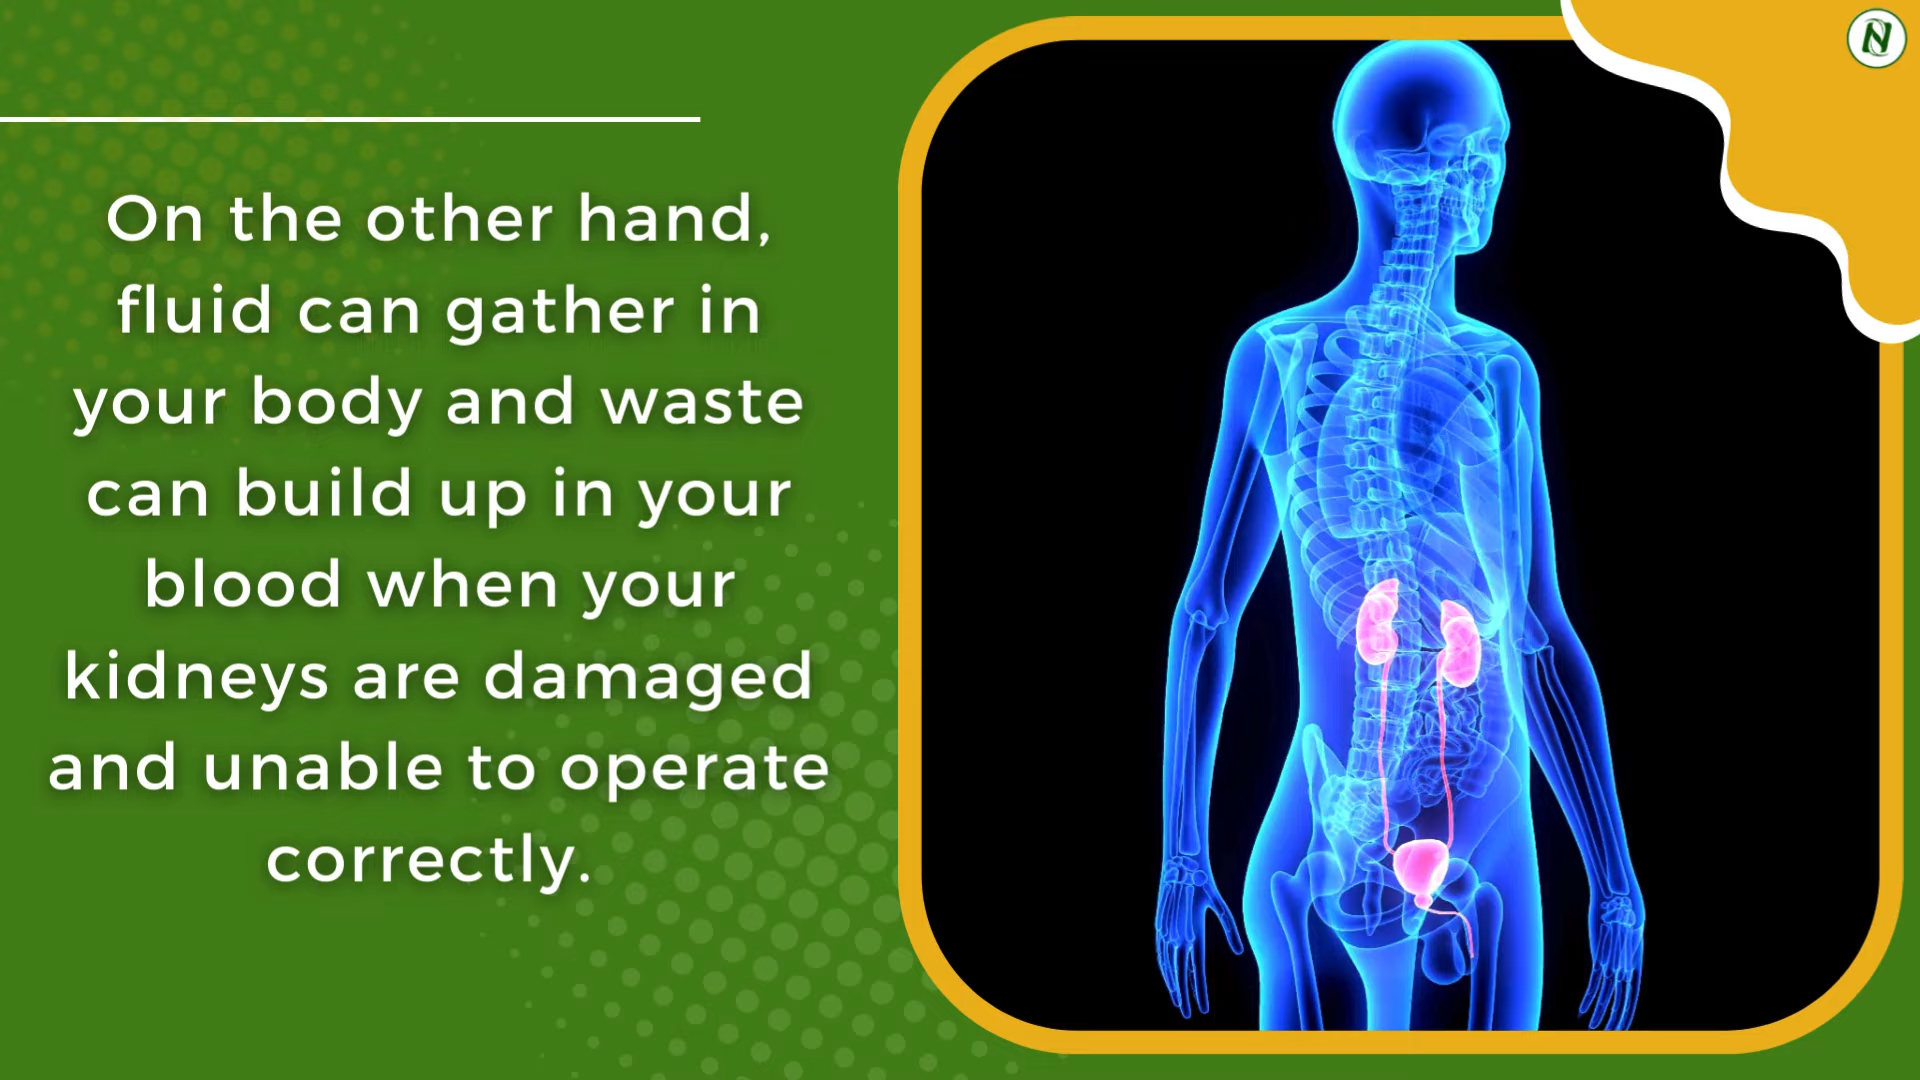 On the other hand,
fluid can gather in
your body and waste
can build up in your
blood when your
kidneys are damaged
and unable to operate
correctly.
N